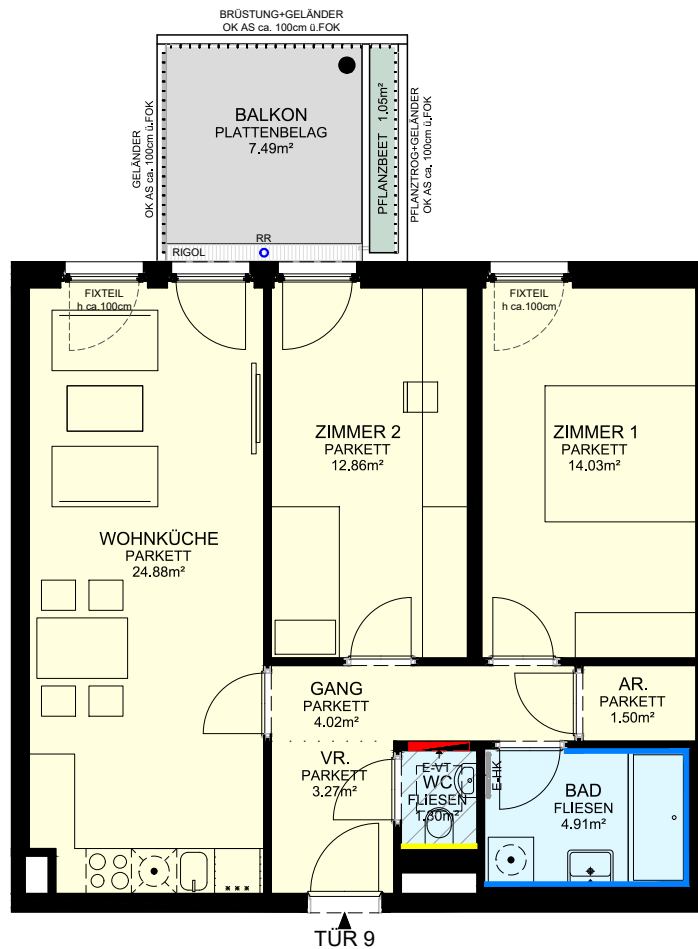 BRÜSTUNG+GELÄNDER
OK AS ca. 100cm ü.FOK
GELÄNDER
OK AS ca. 100cm ü.FOK
BALKON
PLATTENBELAG
7.49m²
PFLANZBEET 1.05m²
PFLANZTROG+GELÄNDER
OK AS ca. 100cm ü.FOK
RR
RIGOL
FIXTEIL
h ca.100cm
FIXTEIL
h ca.100cm
ZIMMER 2
PARKETT
12.86m²
ZIMMER 1
PARKETT
14.03m²
WOHNKÜCHE
PARKETT
24.88m²
GANG
PARKETT
4.02m²
AR.
PARKETT
1.50m²
VR.
PARKETT
3.27m²
E-VT
WC
FLIESEN
1.30m²
E-HK
BAD
FLIESEN
4.91m²
TÜR 9